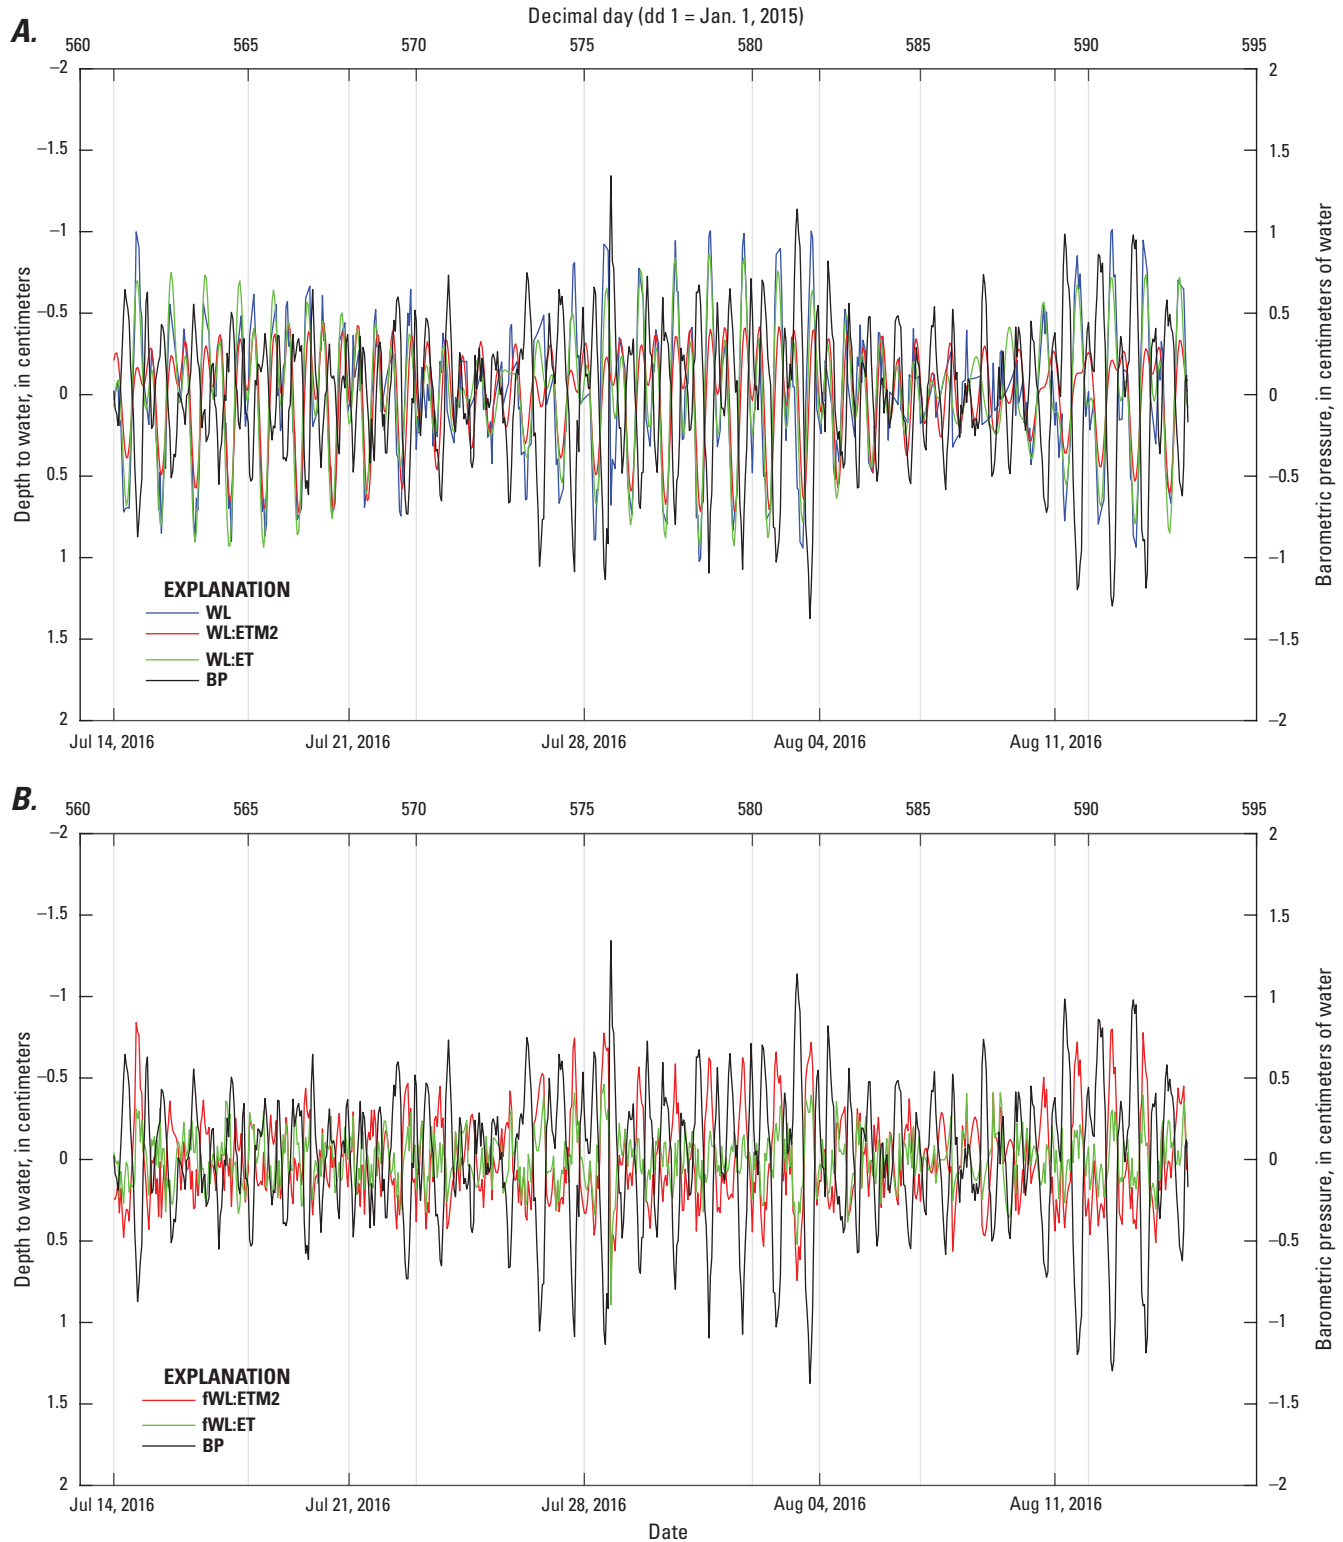 A.
Decimal day (dd 1 = Jan. 1, 2015)
560 565 570 575 580 585 590 595
−2 2
−1.5 1.5
−1 1
−0.5 0.5
0 0
0.5 −0.5
1 −1
1.5 −1.5
2 −2
Depth to water, in centimeters
Barometric pressure, in centimeters of water
EXPLANATION
WL
WL:ETM2
WL:ET
BP
Jul 14, 2016 Jul 21, 2016 Jul 28, 2016 Aug 04, 2016 Aug 11, 2016
B.
560 565 570 575 580 585 590 595
−2 2
−1.5 1.5
−1 1
−0.5 0.5
0 0
0.5 −0.5
1 −1
1.5 −1.5
2 −2
Depth to water, in centimeters
Barometric pressure, in centimeters of water
EXPLANATION
fWL:ETM2
fWL:ET
BP
Jul 14, 2016 Jul 21, 2016 Jul 28, 2016 Aug 04, 2016 Aug 11, 2016
Date